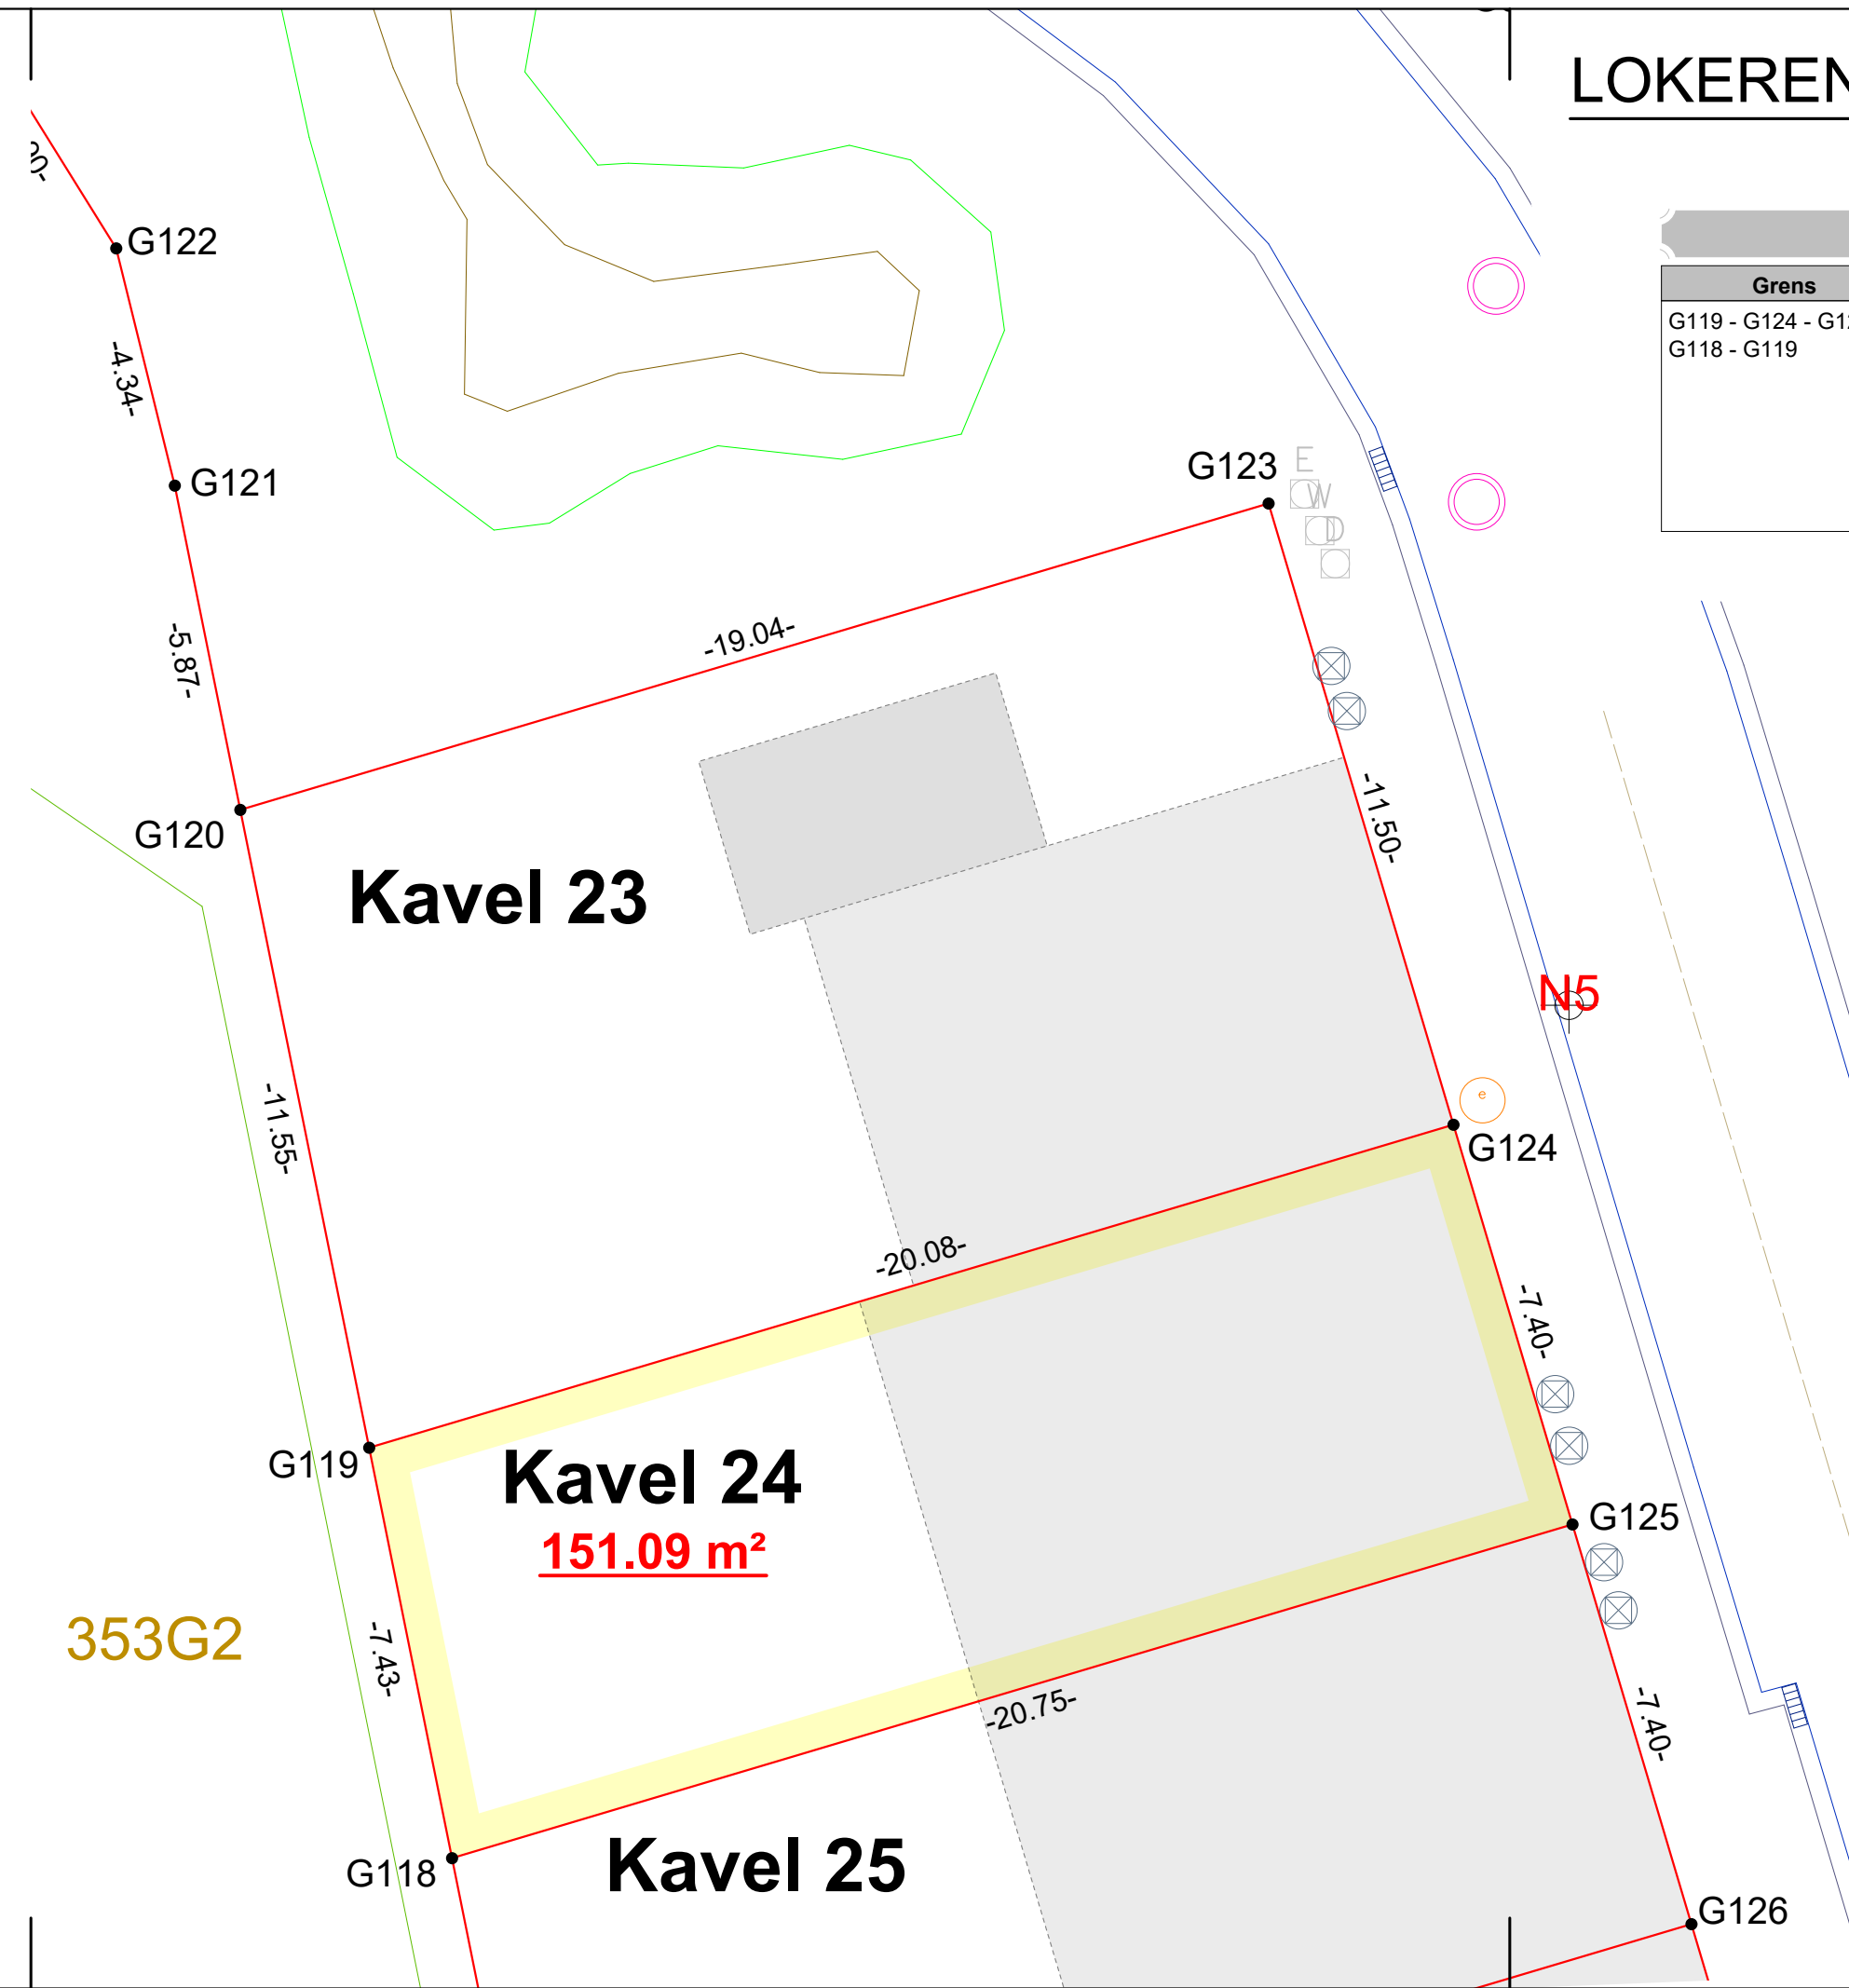 LOKEREN
G122
Grens
G119 - G124 - G12
G118 - G119
-4.34-
G123
E
W
D
G121
-19.04-
-5.87-
-11.50-
G120
Kavel 23
N5
e
-11.55-
G124
-20.08-
-7.40-
G119
Kavel 24
151.09 m²
G125
353G2
-7.43-
-20.75-
-7.40-
Kavel 25
G118
G126